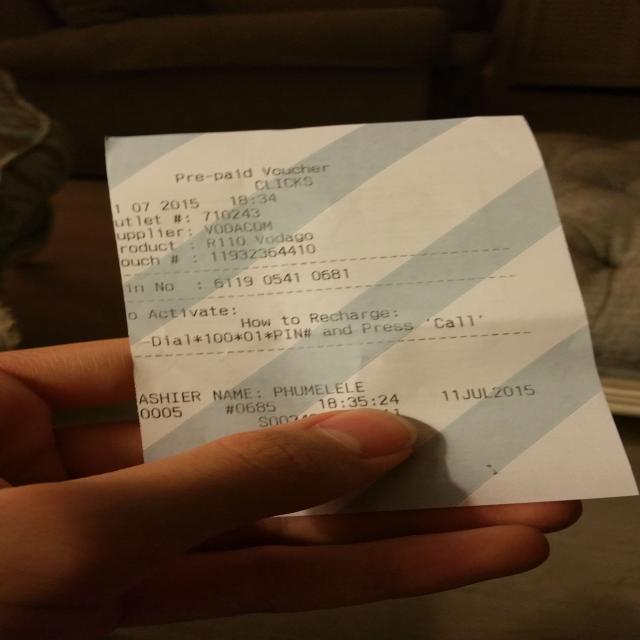 Pre-paid Voucher
CLICKS
1 07 2015 18:34
utlet #: 710243
upplier: VODACOM
oduct : R110 Vodago
ouch # : 11932364410
in No : 6119 0541 0681
o Activate:
How to Recharge:
-Dial*100*01*PIN# and Press 'Call'
ASHIER NAME: PHUMELELE
0005 #0685 18:35:24 11JUL2015